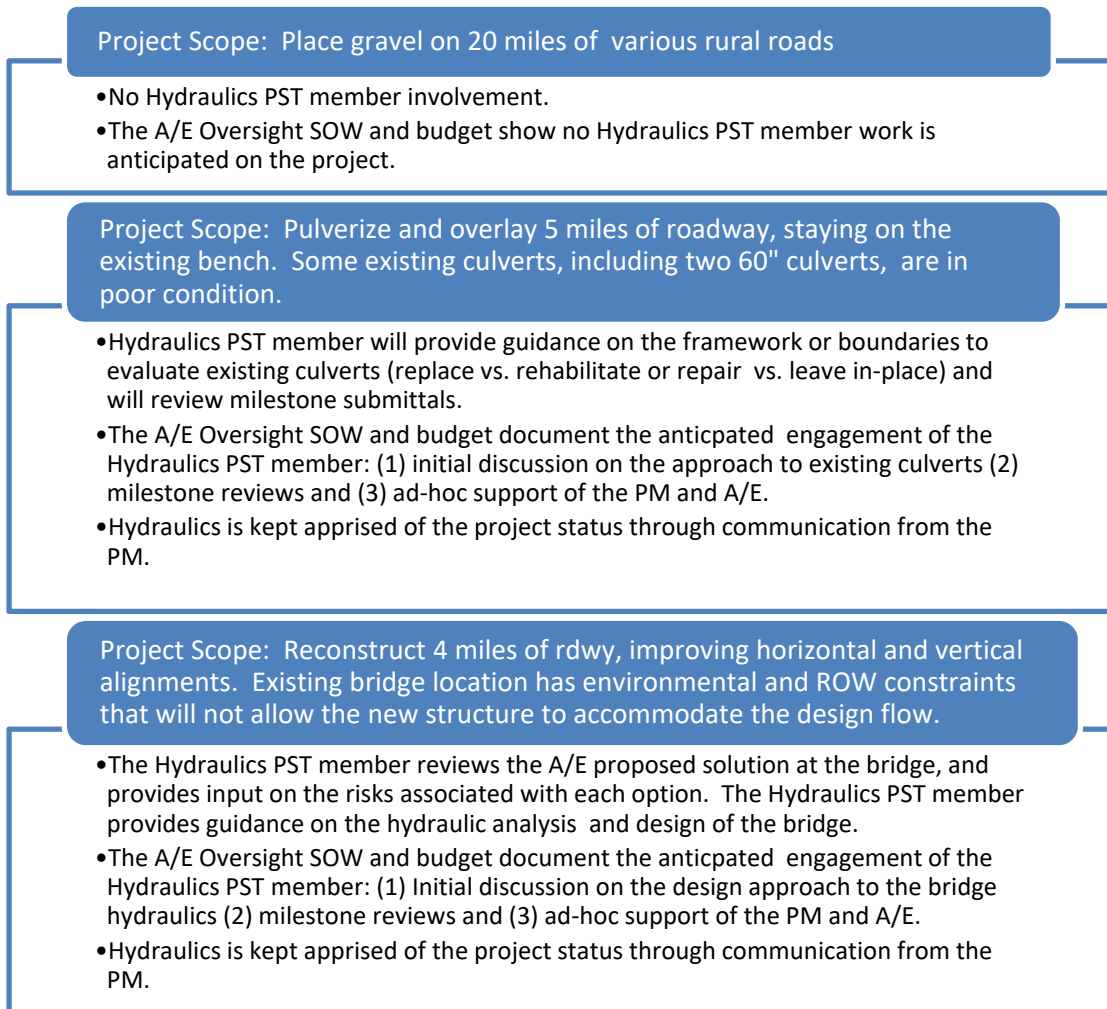 Project Scope:  Place gravel on 20 miles of  various rural roads
•No Hydraulics PST member involvement.
•The A/E Oversight SOW and budget show no Hydraulics PST member work is
anticipated on the project.
Project Scope:  Pulverize and overlay 5 miles of roadway, staying on the
existing bench.  Some existing culverts, including two 60" culverts,  are in
poor condition.
•Hydraulics PST member will provide guidance on the framework or boundaries to
evaluate existing culverts (replace vs. rehabilitate or repair  vs. leave in-place) and
will review milestone submittals.
•The A/E Oversight SOW and budget document the anticpated  engagement of the
Hydraulics PST member: (1) initial discussion on the approach to existing culverts (2)
milestone reviews and (3) ad-hoc support of the PM and A/E.
•Hydraulics is kept apprised of the project status through communication from the
PM.
Project Scope:  Reconstruct 4 miles of rdwy, improving horizontal and vertical
alignments.  Existing bridge location has environmental and ROW constraints
that will not allow the new structure to accommodate the design flow.
•The Hydraulics PST member reviews the A/E proposed solution at the bridge, and
provides input on the risks associated with each option.  The Hydraulics PST member
provides guidance on the hydraulic analysis  and design of the bridge.
•The A/E Oversight SOW and budget document the anticpated  engagement of the
Hydraulics PST member: (1) Initial discussion on the design approach to the bridge
hydraulics (2) milestone reviews and (3) ad-hoc support of the PM and A/E.
•Hydraulics is kept apprised of the project status through communication from the
PM.